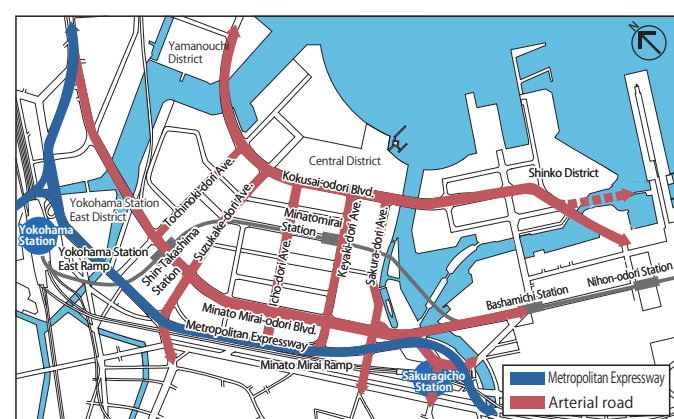 N
Yamanouchi
District
Central District
Kokusai-odori Blvd.
Shinko District
Tochinoki-dori Ave.
Yokohama Station
East District
Suzukake-dori Ave.
Minatomirai
Station
Keyaki-dori Ave.
Sakura-dori Ave.
Yokohama
Station
Yokohama Station
East Ramp
Shin-Takashima
Station
Icho-dori Ave.
Nihon-odori Station
Bashamichi Station
Minato Mirai-odori Blvd.
Metropolitan Expressway
Minato Mirai Ramp
Sakuragicho
Station
Metropolitan Expressway
Arterial road